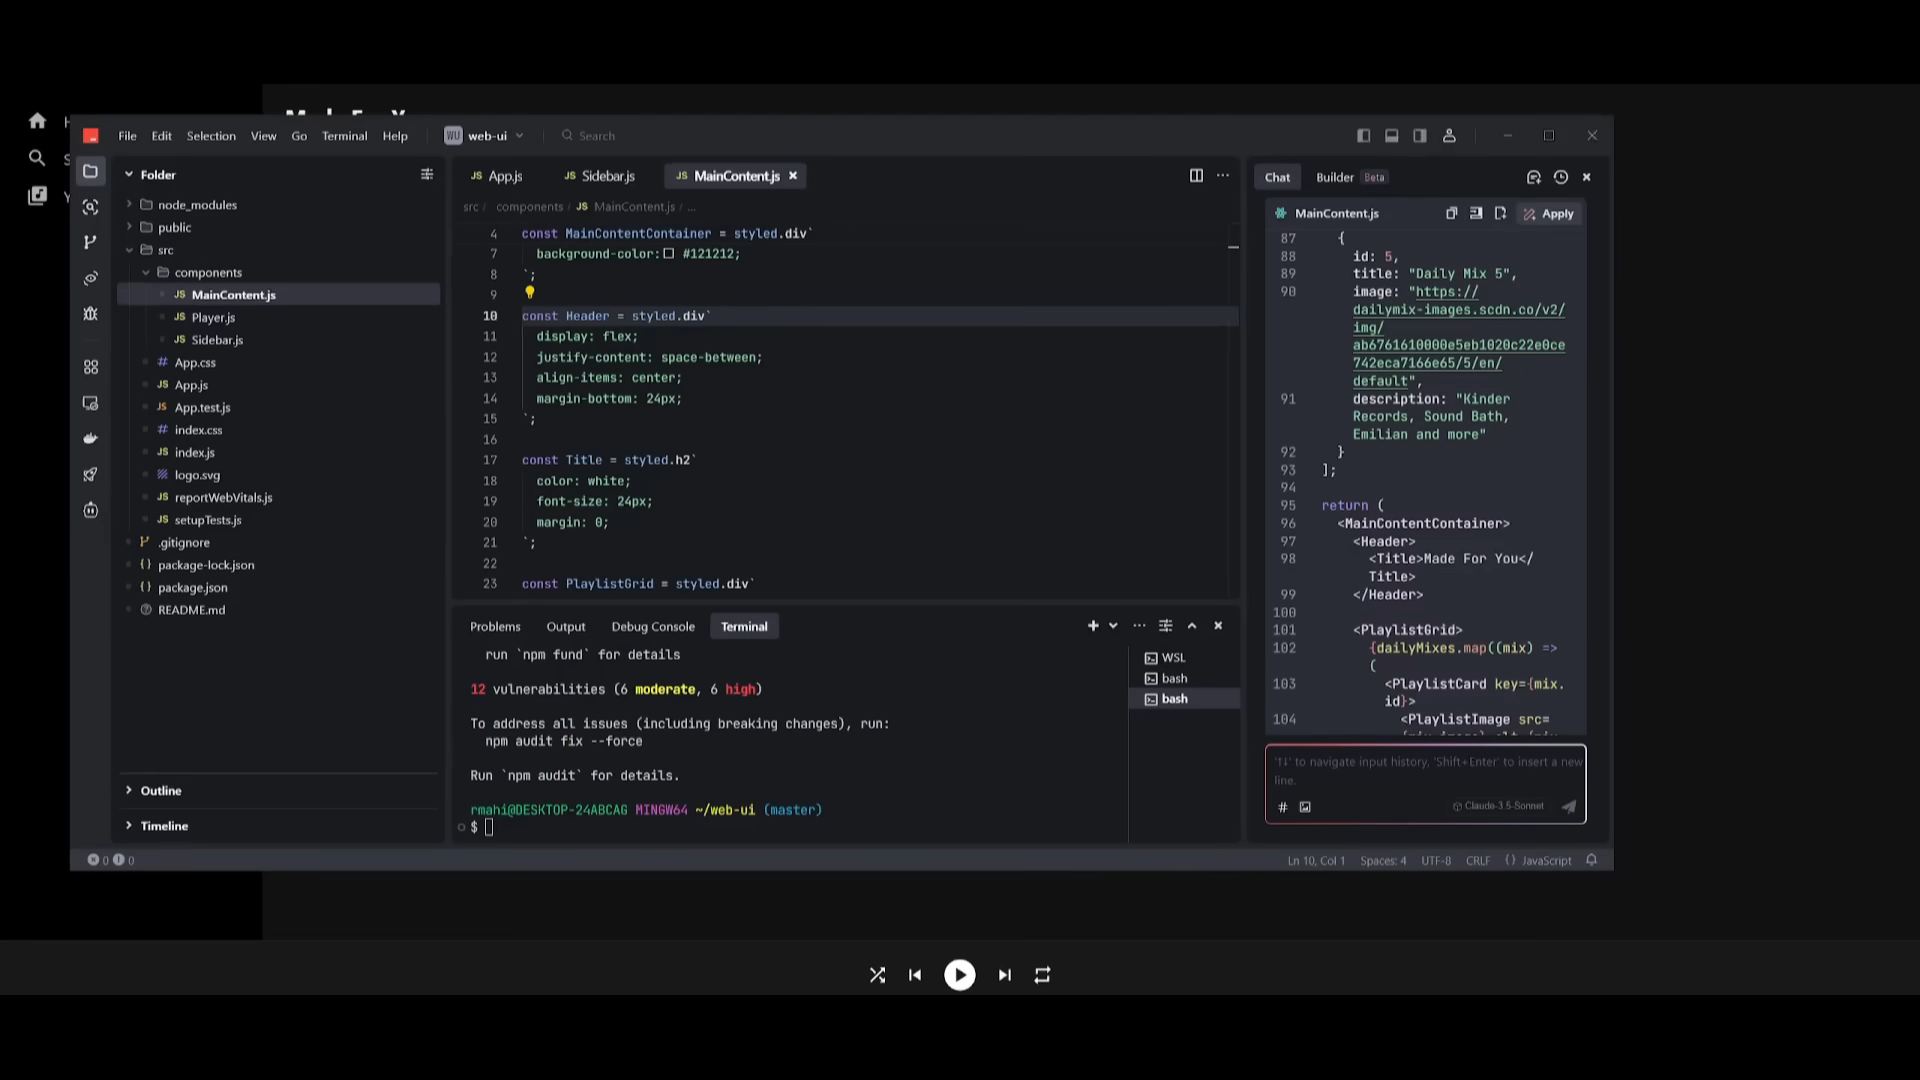 File Edit Selection View Go Terminal Help
WU web-ui
Search
Folder
node_modules
public
src
components
JS MainContent.js
JS Player.js
JS Sidebar.js
# App.css
JS App.js
JS App.test.js
# index.css
JS index.js
logo.svg
JS reportWebVitals.js
JS setupTests.js
.gitignore
{ } package-lock.json
{ } package.json
README.md
Outline
Timeline
JS App.js
JS Sidebar.js
JS MainContent.js
src / components / JS MainContent.js / ...
4 const MainContentContainer = styled.div`
7 background-color: #121212;
8 `;
9
10 const Header = styled.div`
11 display: flex;
12 justify-content: space-between;
13 align-items: center;
14 margin-bottom: 24px;
15 `;
16
17 const Title = styled.h2`
18 color: white;
19 font-size: 24px;
20 margin: 0;
21 `;
22
23 const PlaylistGrid = styled.div`
Problems Output Debug Console Terminal
run `npm fund` for details
12 vulnerabilities (6 moderate, 6 high)
To address all issues (including breaking changes), run:
npm audit fix --force
Run `npm audit` for details.
rmahi@DESKTOP-24ABCAG MINGW64 ~/web-ui (master)
$
WSL
bash
bash
Chat Builder Beta
MainContent.js
Apply
87 {
88 id: 5,
89 title: "Daily Mix 5",
90 image: "https://
dailymix-images.scdn.co/v2/
img/
ab6761610000e5eb1020c22e0ce
742eca7166e65/5/en/
default",
91 description: "Kinder
Records, Sound Bath,
Emilian and more"
92 }
93 ];
94
95 return (
96 <MainContentContainer>
97 <Header>
98 <Title>Made For You</
Title>
99 </Header>
100
101 <PlaylistGrid>
102 {dailyMixes.map((mix) =>
(
103 <PlaylistCard key={mix.
id}>
104 <PlaylistImage src=
'↑↓' to navigate input history, 'Shift+Enter' to insert a new
line.
#
Claude-3.5-Sonnet
0 0
Ln 10, Col 1 Spaces: 4 UTF-8 CRLF { } JavaScript